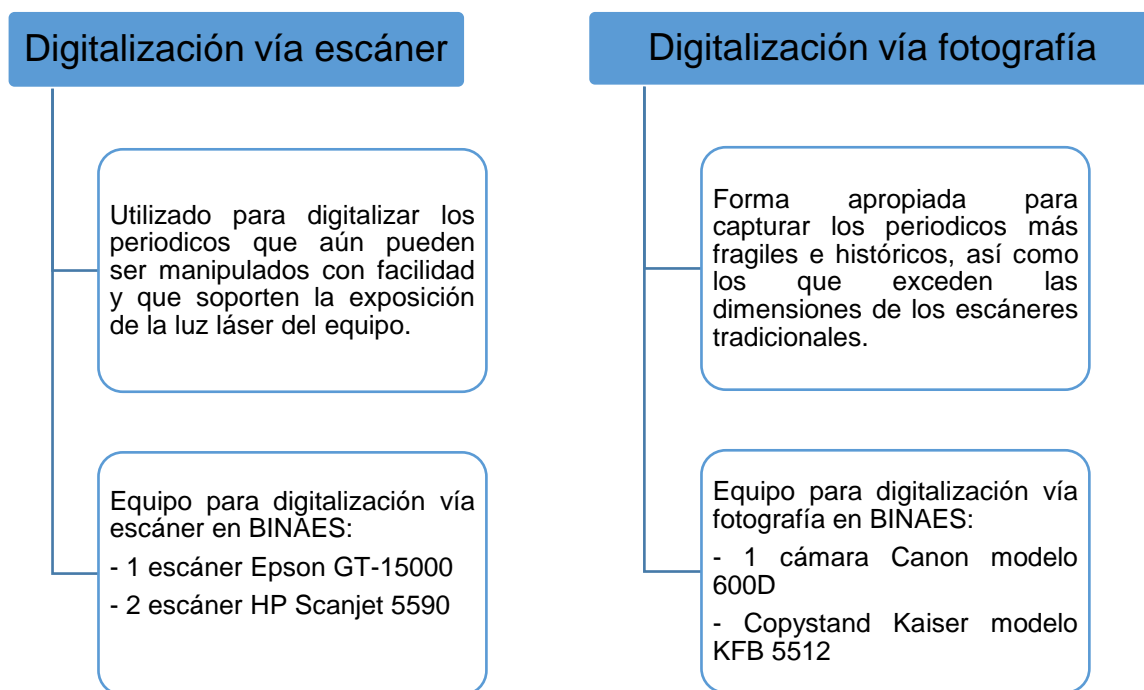 Digitalización vía escáner
Utilizado para digitalizar los
periodicos que aún pueden
ser manipulados con facilidad
y que soporten la exposición
de la luz láser del equipo.
Equipo para digitalización vía
escáner en BINAES:
- 1 escáner Epson GT-15000
- 2 escáner HP Scanjet 5590
Digitalización vía fotografía
Forma apropiada para
capturar los periodicos más
fragiles e históricos, así como
los que exceden las
dimensiones de los escáneres
tradicionales.
Equipo para digitalización vía
fotografía en BINAES:
- 1 cámara Canon modelo
600D
- Copystand Kaiser modelo
KFB 5512